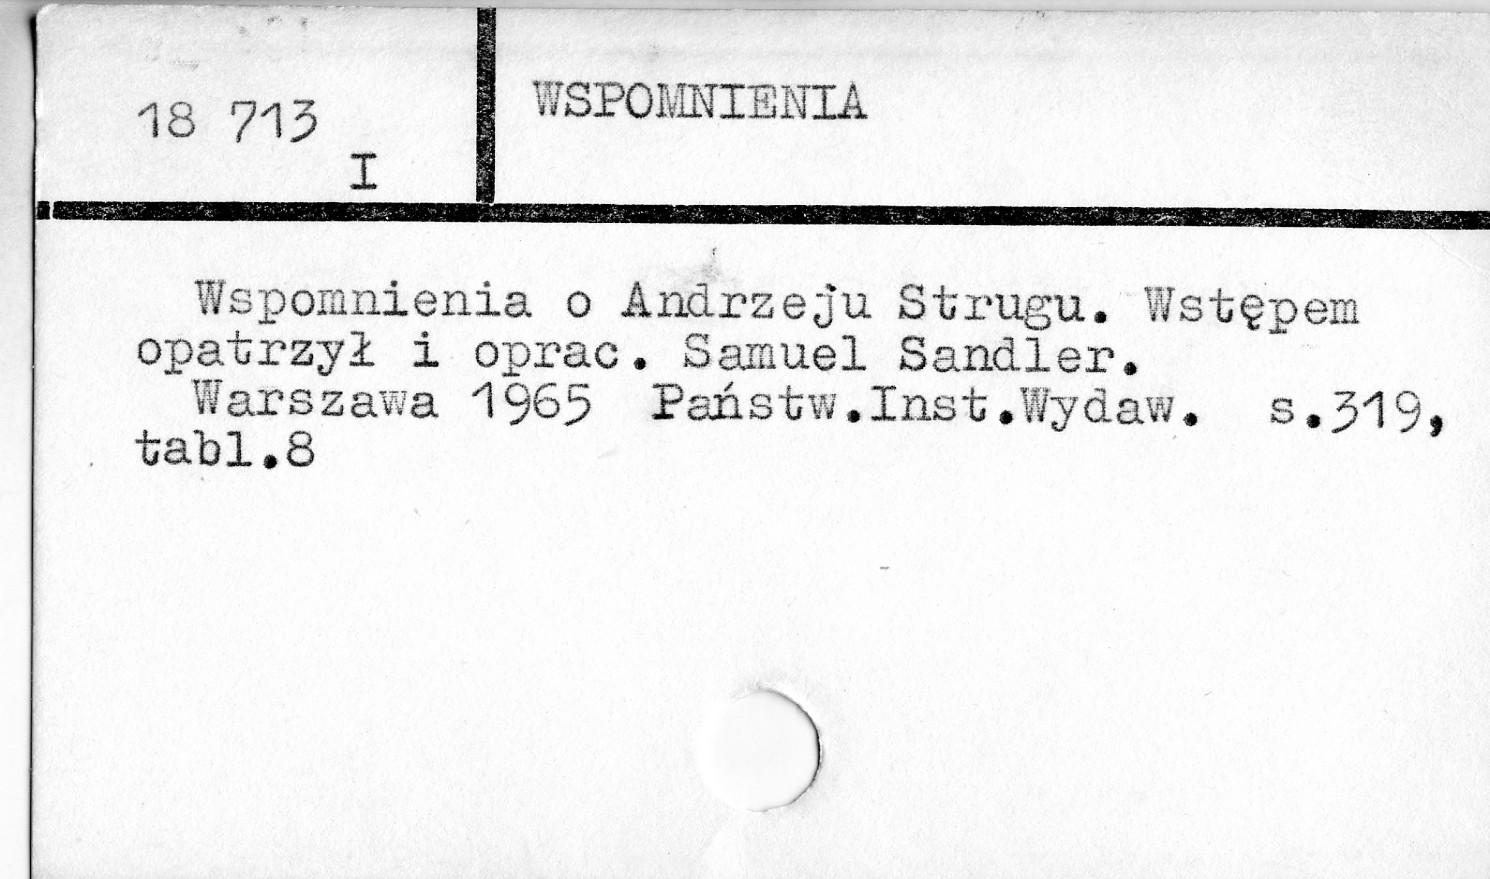 18 713
I
WSPOMNIENIA
Wspomnienia o Andrzeju Strugu. Wstępem
opatrzył i oprac. Samuel Sandler.
Warszawa 1965 Państw.Inst.Wydaw. s.319,
tabl.8